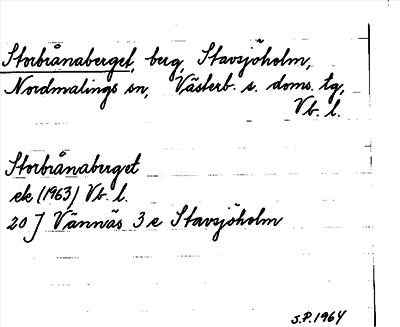 Storbrånaberget, berg, Stavsjöholm,
Nordmalings sn, Västerb. s. doms. tg,
Vb. l.
Storbrånaberget
ek (1963) Vb. l.
20 J Vännäs 3 e Stavsjöholm
S.P. 1964